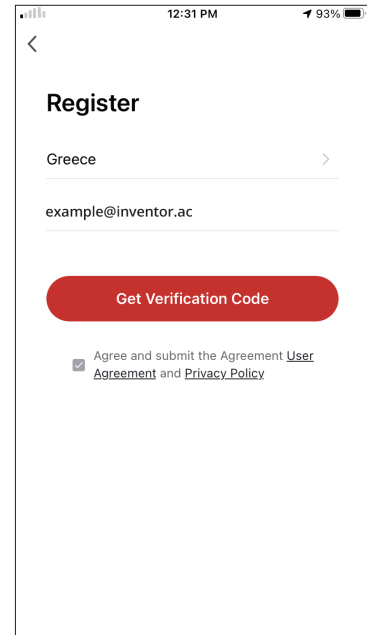 12:31 PM 93%
Register
Greece
example@inventor.ac
Get Verification Code
Agree and submit the Agreement User
Agreement and Privacy Policy